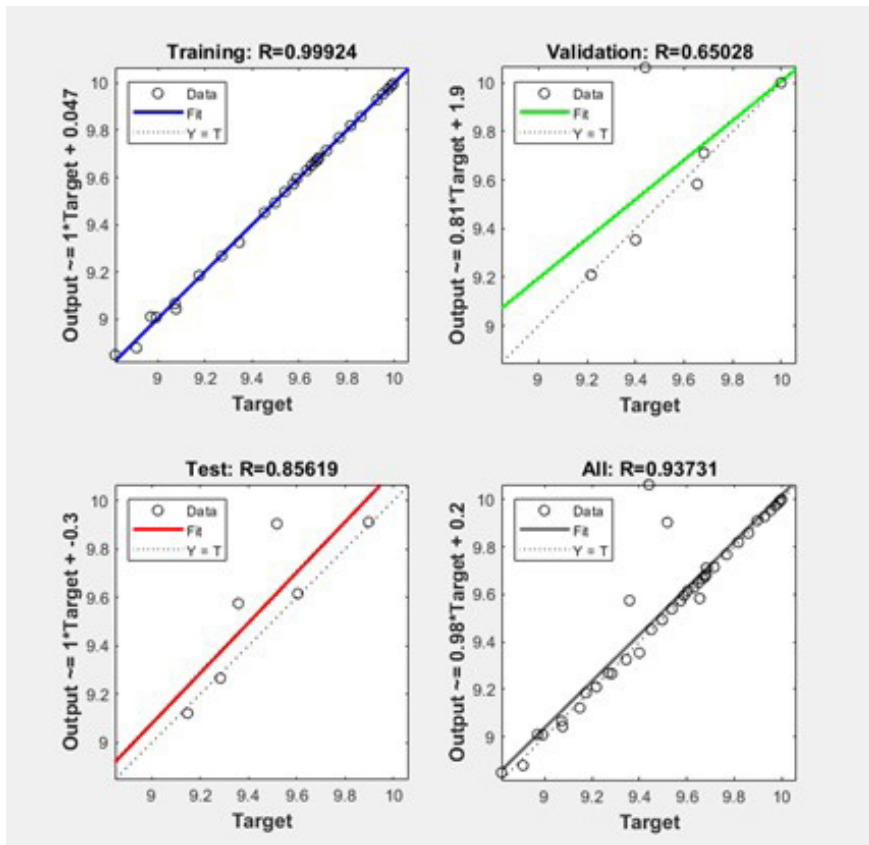 Training: R=0.99924
Output ~= 1*Target + 0.047
10
9.8
9.6
9.4
9.2
9
Data
Fit
Y = T
9 9.2 9.4 9.6 9.8 10
Target
Validation: R=0.65028
Output ~= 0.81*Target + 1.9
10
9.8
9.6
9.4
9.2
9
Data
Fit
Y = T
9 9.2 9.4 9.6 9.8 10
Target
Test: R=0.85619
Output ~= 1*Target + -0.3
10
9.8
9.6
9.4
9.2
9
Data
Fit
Y = T
9 9.2 9.4 9.6 9.8 10
Target
All: R=0.93731
Output ~= 0.98*Target + 0.2
10
9.8
9.6
9.4
9.2
9
Data
Fit
Y = T
9 9.2 9.4 9.6 9.8 10
Target